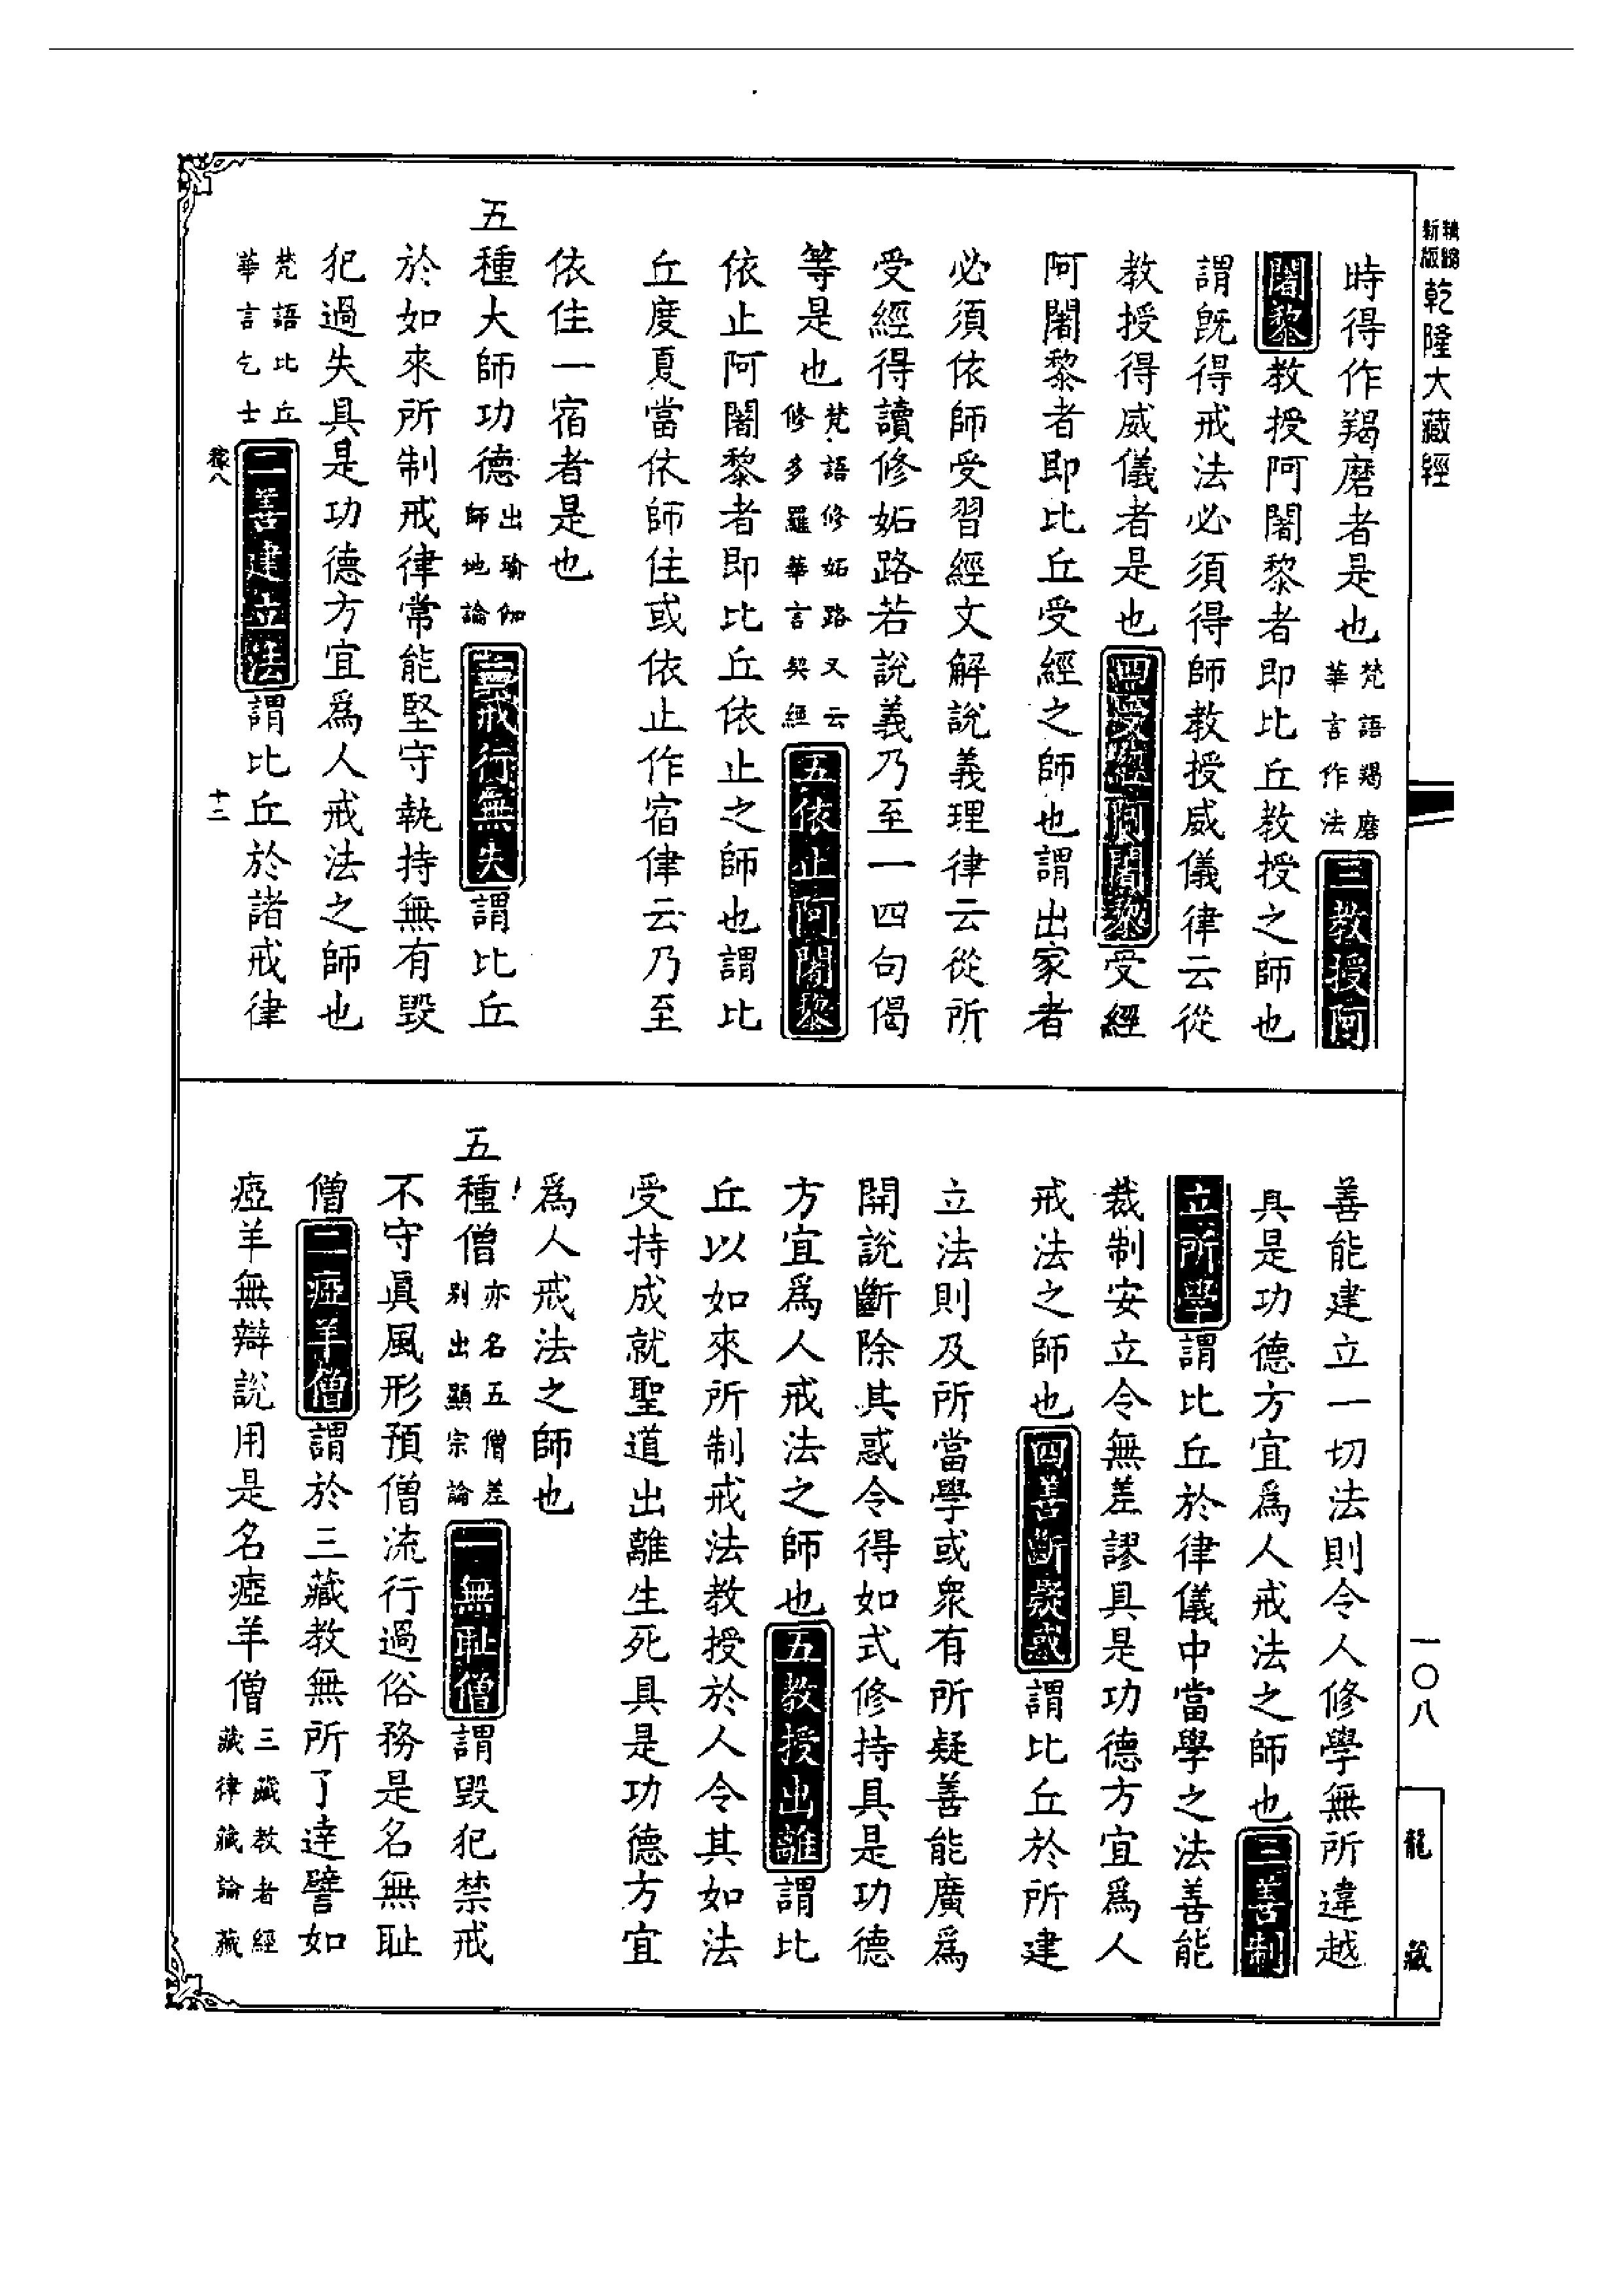 新版精縮乾隆大藏經
時得作羯磨者是也梵語羯磨華言作法三教授阿
闍黎教授阿闍黎者即比丘教授之師也
謂既得戒法必須得師教授威儀律云從
教授得威儀者是也四受經阿闍黎受經
阿闍黎者即比丘受經之師也謂出家者
必須依師受習經文解說義理律云從所
受經得讀修妬路若說義乃至一四句偈
等是也梵語修妬路又云修多羅華言契經五依止阿闍黎
依止阿闍黎者即比丘依止之師也謂比
丘度夏當依師住或依止作宿律云乃至
依住一宿者是也
五種大師功德出瑜伽師地論一戒行無失謂比丘
於如來所制戒律常能堅守執持無有毀
犯過失具是功德方宜爲人戒法之師也
梵語比丘華言乞士二善建立法謂比丘於諸戒律
十二
善能建立一切法則令人修學無所違越
具是功德方宜爲人戒法之師也三善制
立所學謂比丘於律儀中當學之法善能
裁制安立令無差謬具是功德方宜爲人
戒法之師也四善斷疑惑謂比丘於所建
立法則及所當學或衆有所疑善能廣爲
開說斷除其惑令得如式修持具是功德
方宜爲人戒法之師也五教授出離謂比
丘以如來所制戒法教授於人令其如法
受持成就聖道出離生死具是功德方宜
爲人戒法之師也
五種僧亦名五僧差別出顯宗論一無耻僧謂毀犯禁戒
不守眞風形預僧流行過俗務是名無耻
僧二瘂羊僧謂於三藏教無所了達譬如
瘂羊無辯說用是名瘂羊僧三藏教者經藏律藏論藏
一〇八
龍藏